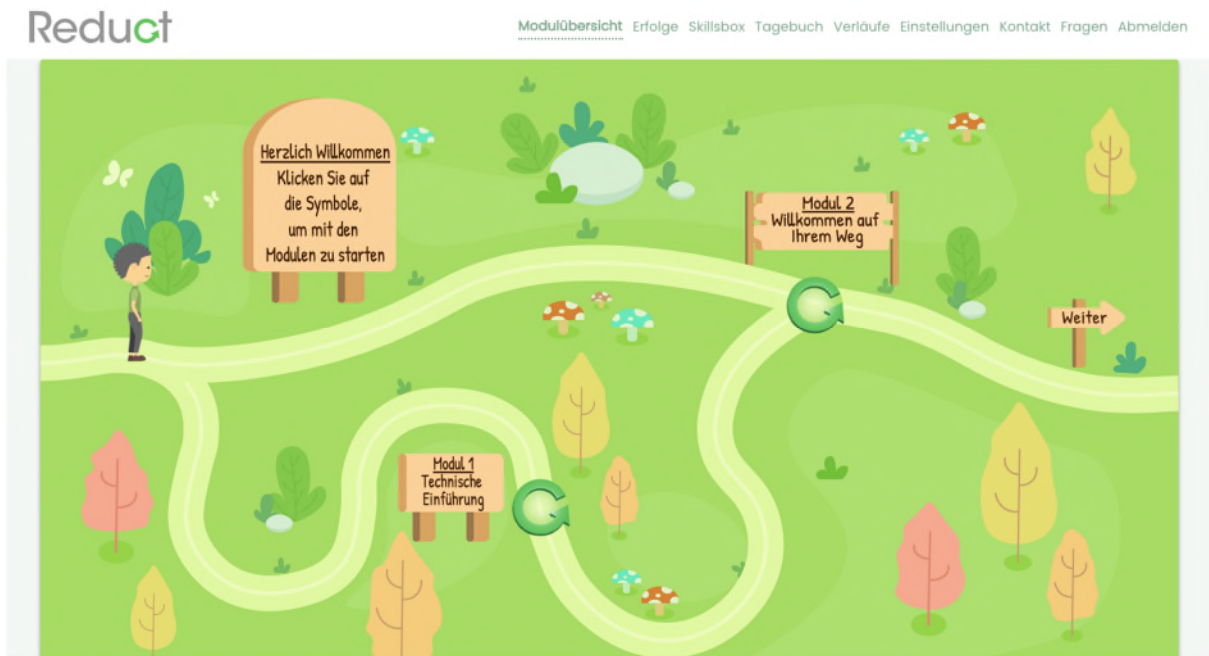 Reduct
Modulübersicht Erfolge Skillsbox Tagebuch Verläufe Einstellungen Kontakt Fragen Abmelden
Herzlich Willkommen
Klicken Sie auf
die Symbole,
um mit den
Modulen zu starten
Modul 2
Willkommen auf
Ihrem Weg
Weiter
Modul 1
Technische
Einführung